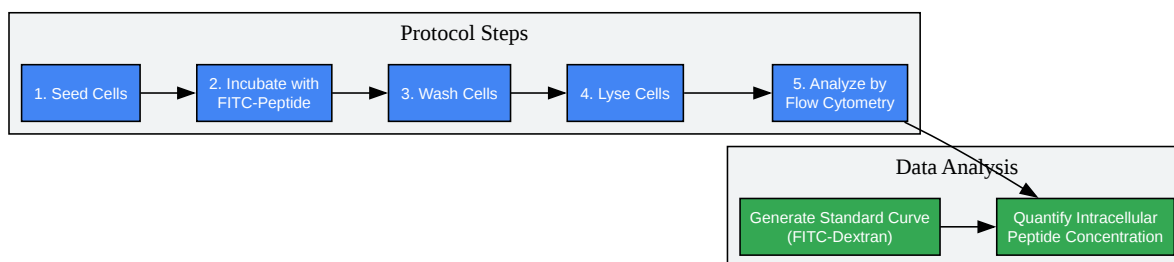 Protocol Steps
1. Seed Cells
2. Incubate with
FITC-Peptide
3. Wash Cells
4. Lyse Cells
5. Analyze by
Flow Cytometry
Data Analysis
Generate Standard Curve
(FITC-Dextran)
Quantify Intracellular
Peptide Concentration